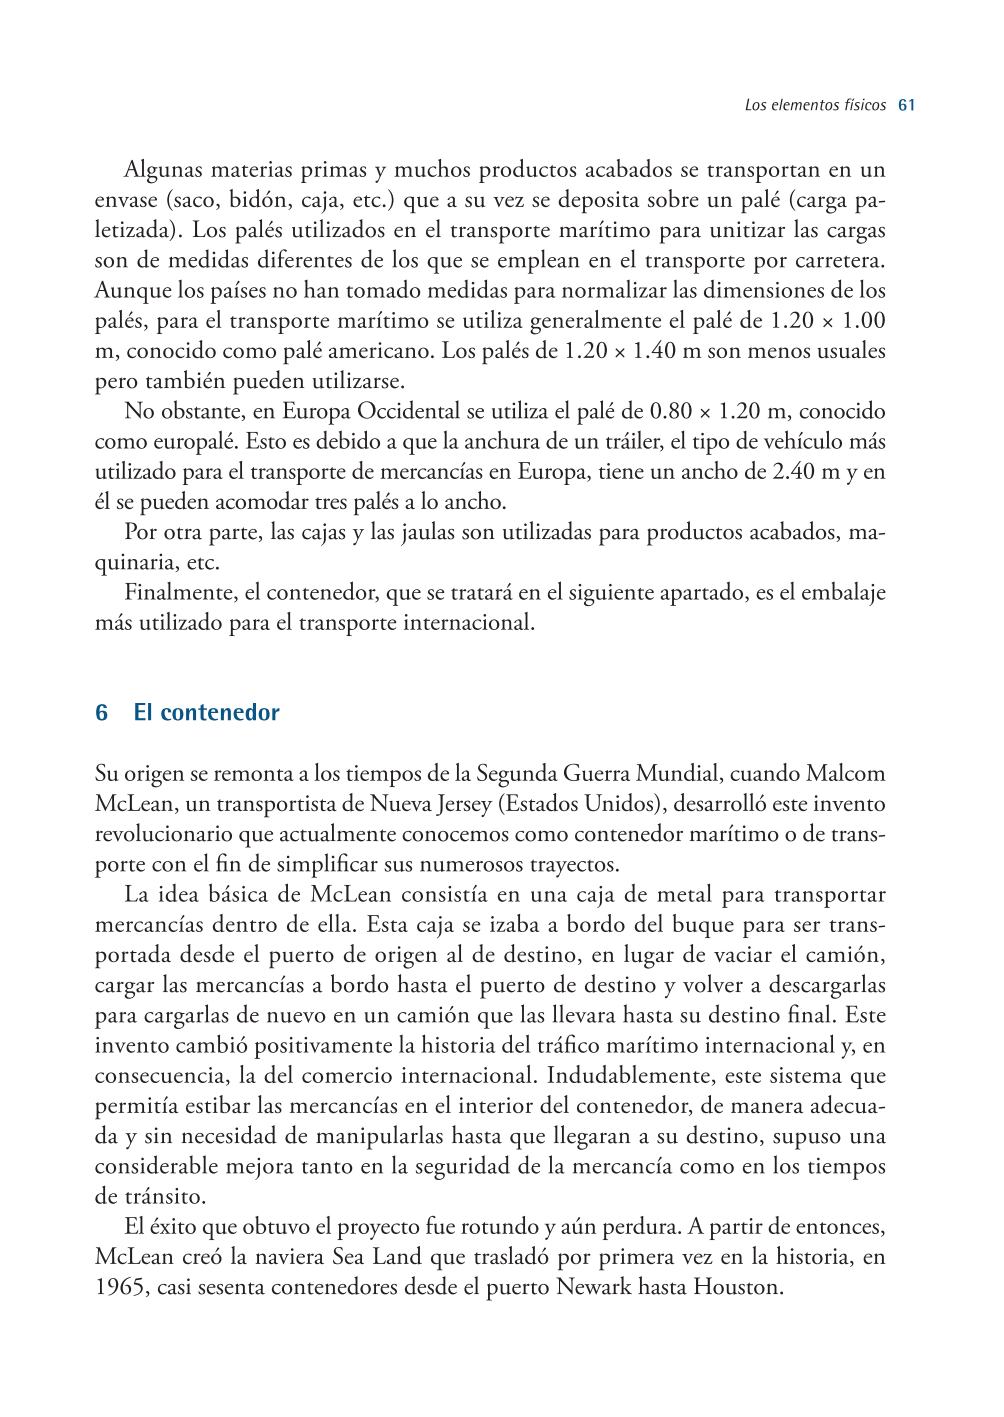 Los elementos físicos 61
Algunas materias primas y muchos productos acabados se transportan en un
envase (saco, bidón, caja, etc.) que a su vez se deposita sobre un palé (carga pa-
letizada). Los palés utilizados en el transporte marítimo para unitizar las cargas
son de medidas diferentes de los que se emplean en el transporte por carretera.
Aunque los países no han tomado medidas para normalizar las dimensiones de los
palés, para el transporte marítimo se utiliza generalmente el palé de 1.20 × 1.00
m, conocido como palé americano. Los palés de 1.20 × 1.40 m son menos usuales
pero también pueden utilizarse.
No obstante, en Europa Occidental se utiliza el palé de 0.80 × 1.20 m, conocido
como europalé. Esto es debido a que la anchura de un tráiler, el tipo de vehículo más
utilizado para el transporte de mercancías en Europa, tiene un ancho de 2.40 m y en
él se pueden acomodar tres palés a lo ancho.
Por otra parte, las cajas y las jaulas son utilizadas para productos acabados, ma-
quinaria, etc.
Finalmente, el contenedor, que se tratará en el siguiente apartado, es el embalaje
más utilizado para el transporte internacional.
6 El contenedor
Su origen se remonta a los tiempos de la Segunda Guerra Mundial, cuando Malcom
McLean, un transportista de Nueva Jersey (Estados Unidos), desarrolló este invento
revolucionario que actualmente conocemos como contenedor marítimo o de trans-
porte con el fin de simplificar sus numerosos trayectos.
La idea básica de McLean consistía en una caja de metal para transportar
mercancías dentro de ella. Esta caja se izaba a bordo del buque para ser trans-
portada desde el puerto de origen al de destino, en lugar de vaciar el camión,
cargar las mercancías a bordo hasta el puerto de destino y volver a descargarlas
para cargarlas de nuevo en un camión que las llevara hasta su destino final. Este
invento cambió positivamente la historia del tráfico marítimo internacional y, en
consecuencia, la del comercio internacional. Indudablemente, este sistema que
permitía estibar las mercancías en el interior del contenedor, de manera adecua-
da y sin necesidad de manipularlas hasta que llegaran a su destino, supuso una
considerable mejora tanto en la seguridad de la mercancía como en los tiempos
de tránsito.
El éxito que obtuvo el proyecto fue rotundo y aún perdura. A partir de entonces,
McLean creó la naviera Sea Land que trasladó por primera vez en la historia, en
1965, casi sesenta contenedores desde el puerto Newark hasta Houston.